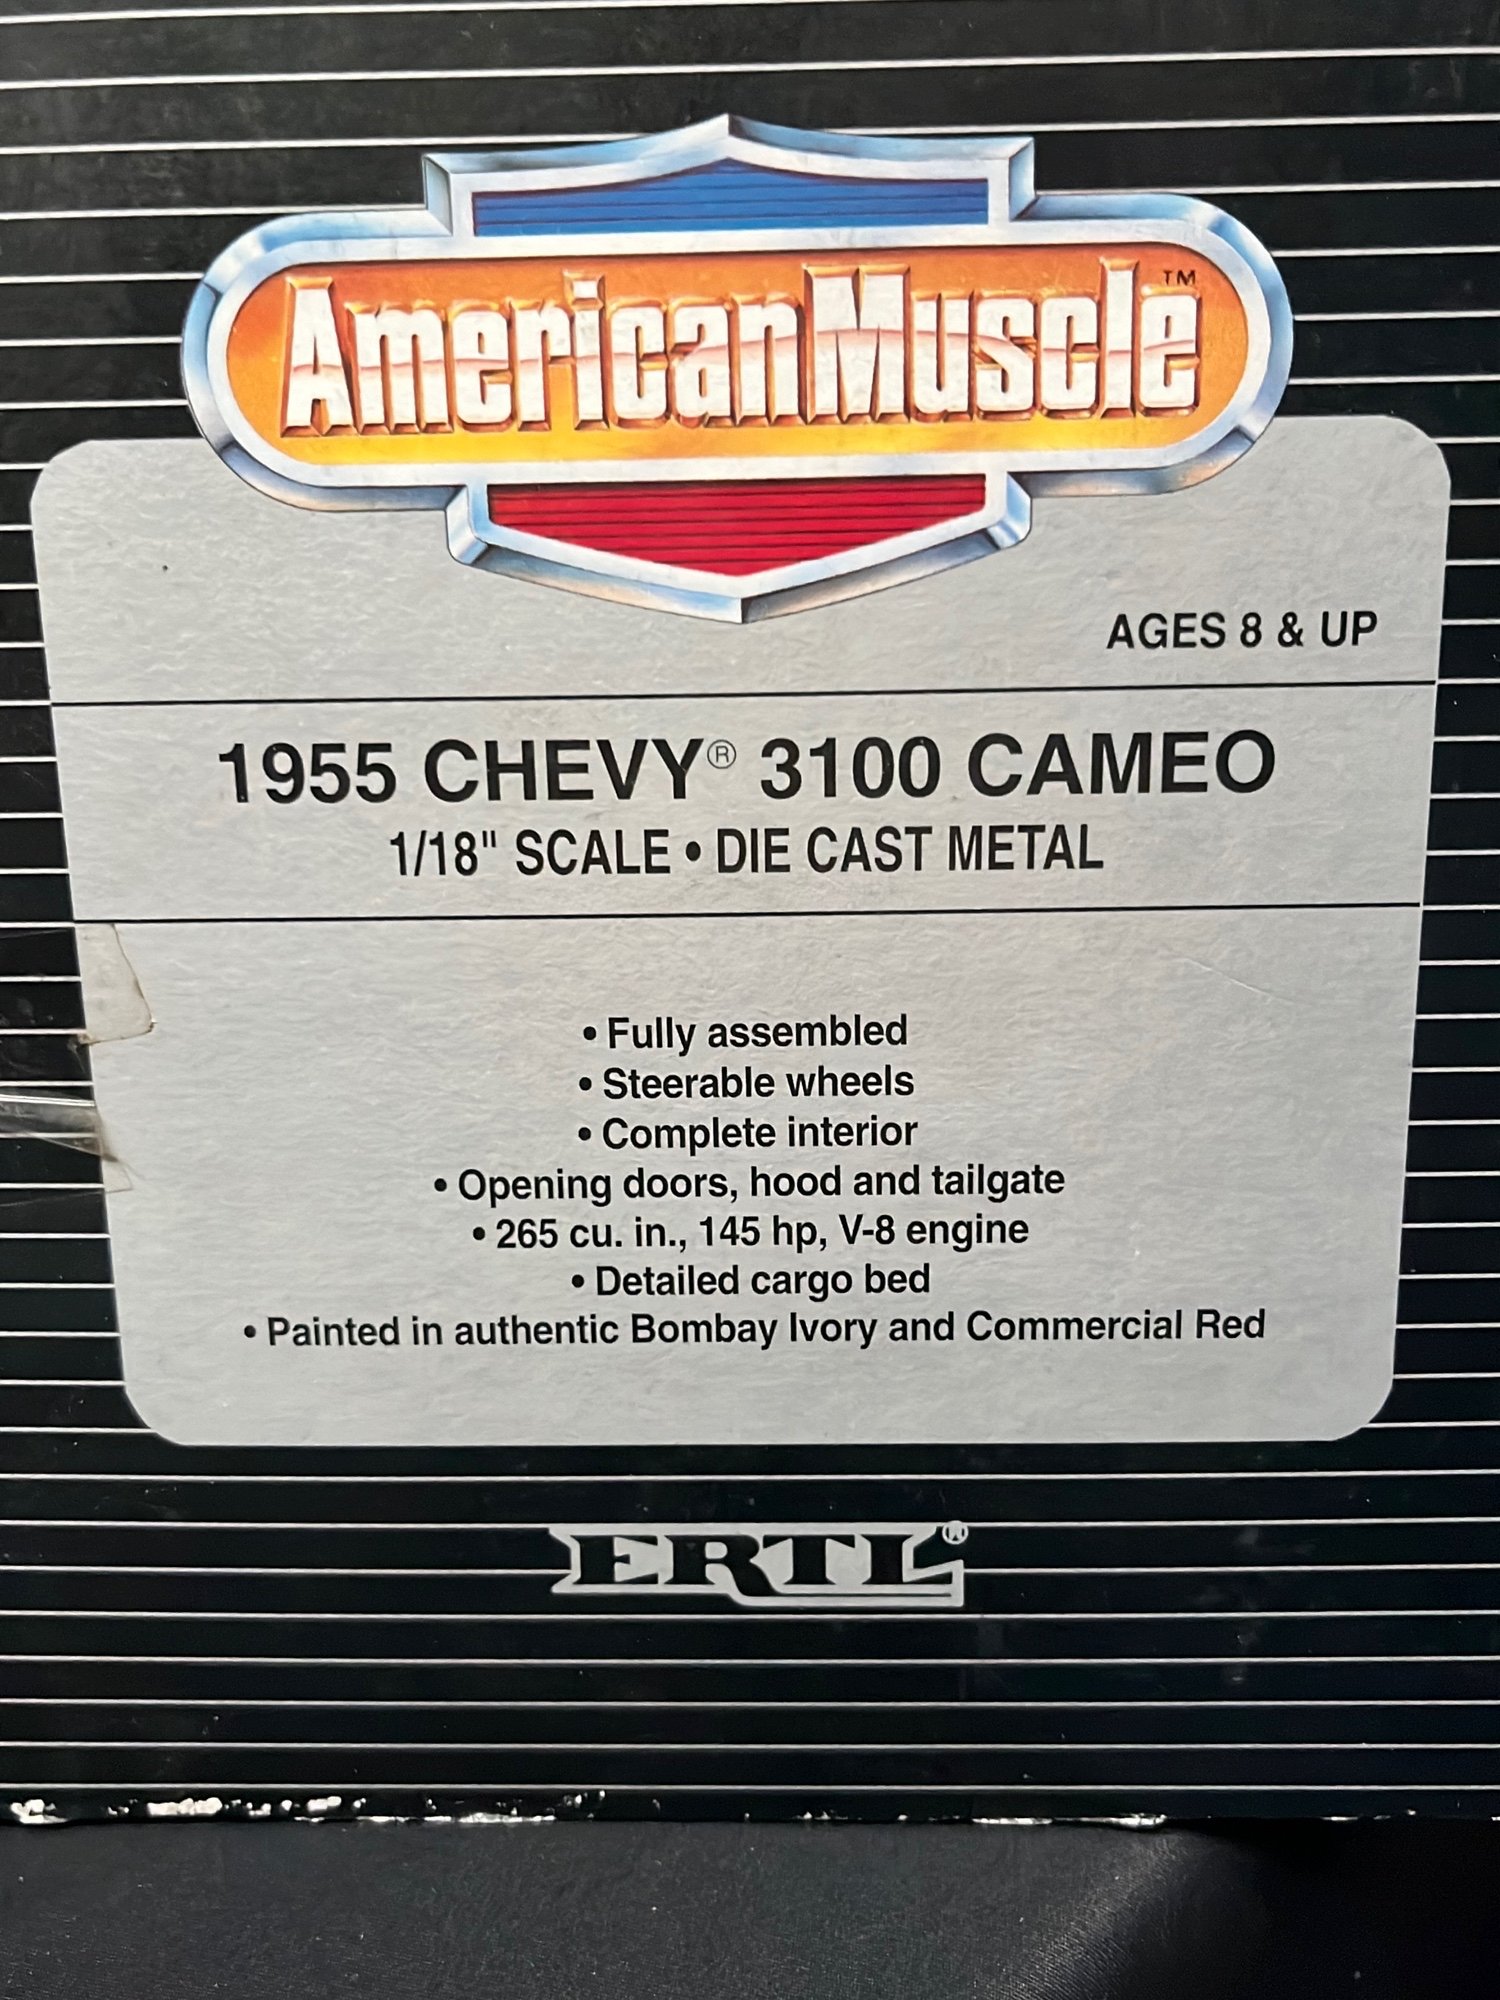 AmericanMuscle™
AGES 8 & UP
1955 CHEVY® 3100 CAMEO
1/18" SCALE • DIE CAST METAL
• Fully assembled
• Steerable wheels
• Complete interior
• Opening doors, hood and tailgate
• 265 cu. in., 145 hp, V-8 engine
• Detailed cargo bed
• Painted in authentic Bombay Ivory and Commercial Red
ERTL®